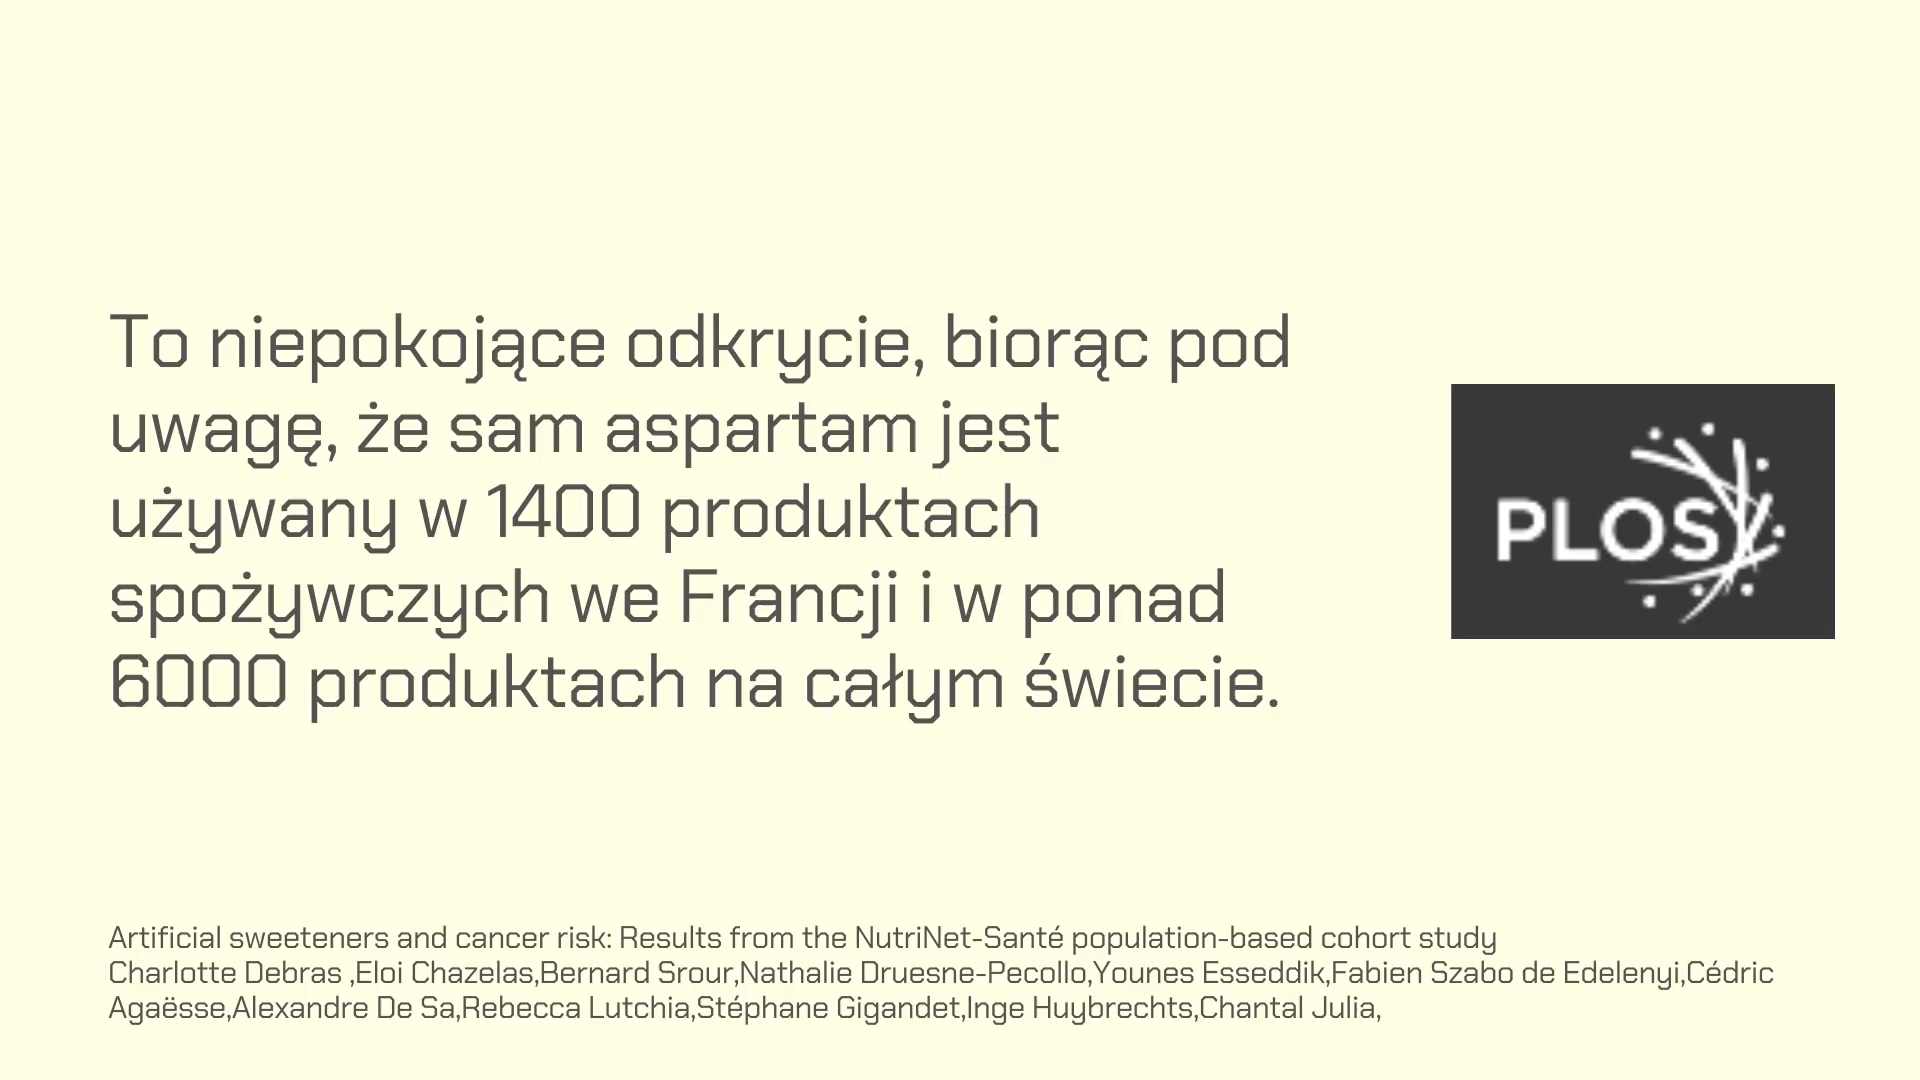 To niepokojące odkrycie, biorąc pod
uwagę, że sam aspartam jest
używany w 1400 produktach
spożywczych we Francji i w ponad
6000 produktach na całym świecie.
PLOS
Artificial sweeteners and cancer risk: Results from the NutriNet-Santé population-based cohort study
Charlotte Debras ,Eloi Chazelas,Bernard Srour,Nathalie Druesne-Pecollo,Younes Esseddik,Fabien Szabo de Edelenyi,Cédric
Agaësse,Alexandre De Sa,Rebecca Lutchia,Stéphane Gigandet,Inge Huybrechts,Chantal Julia,